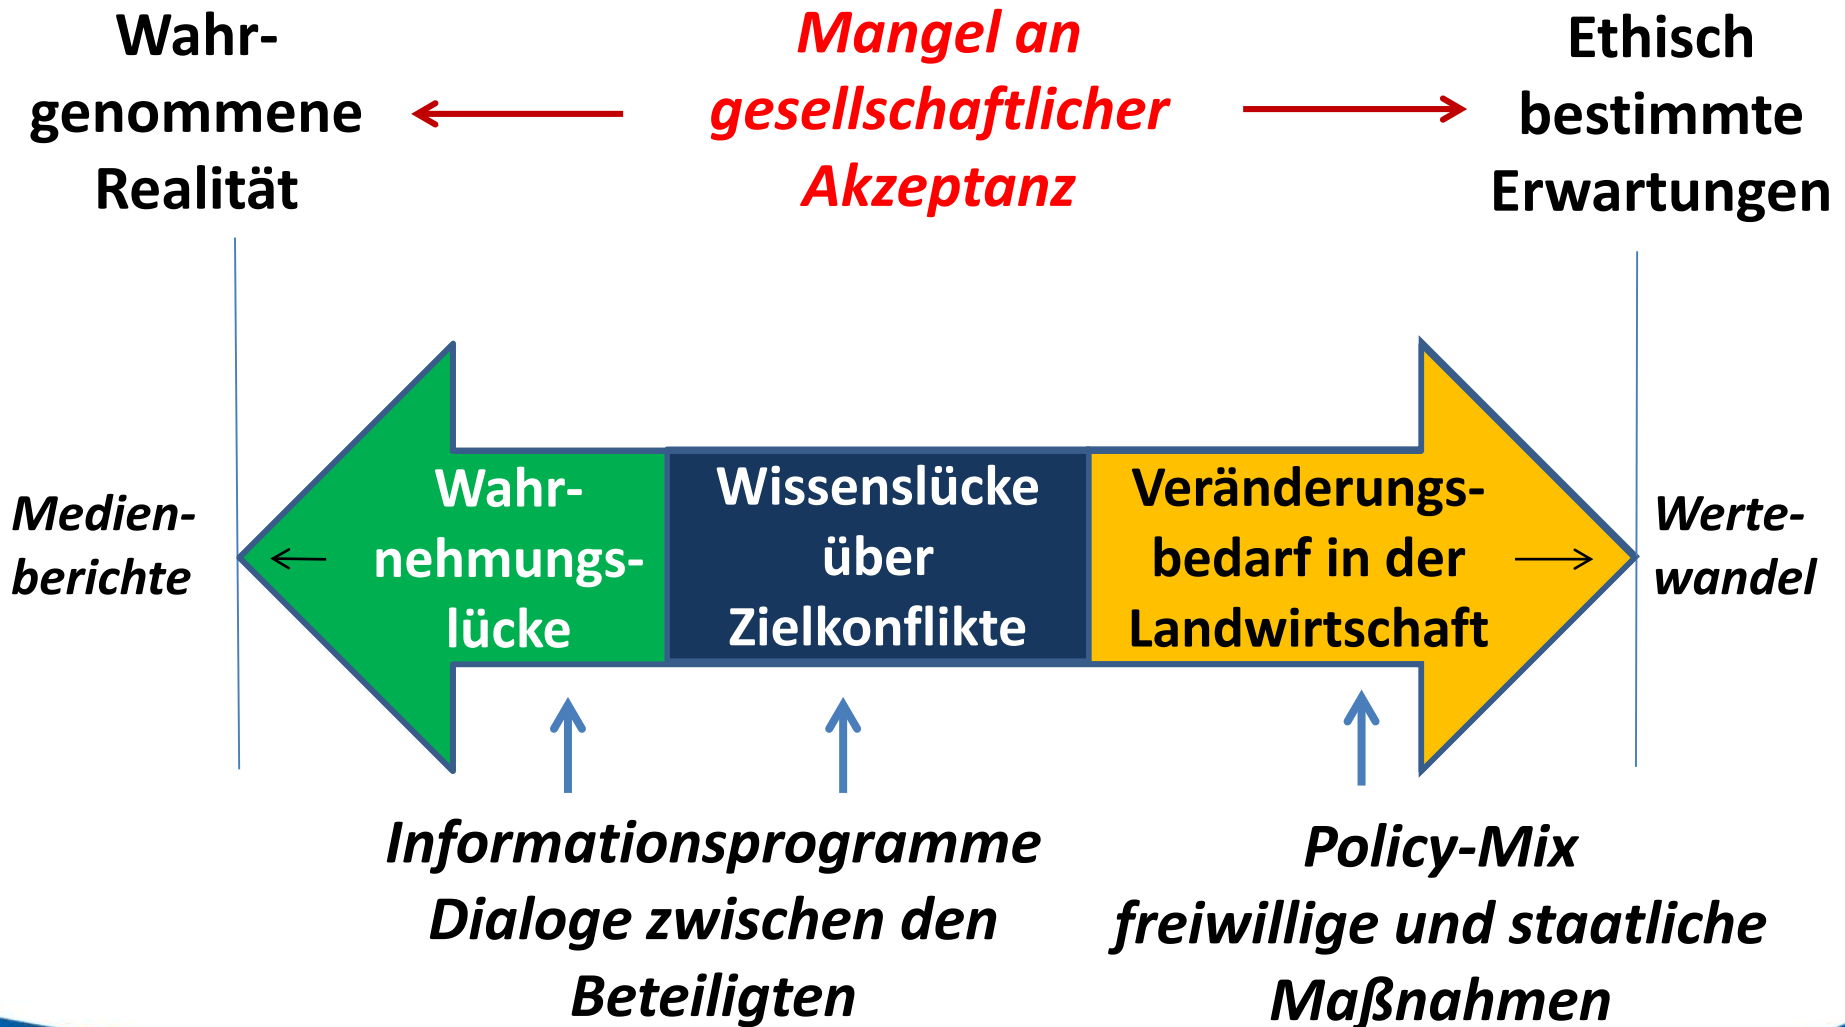 Wahr-
genommene
Realität
Mangel an
gesellschaftlicher
Akzeptanz
Ethisch
bestimmte
Erwartungen
Medien-
berichte
Wahr-
nehmungs-
lücke
Wissenslücke
über
Zielkonflikte
Veränderungs-
bedarf in der
Landwirtschaft
Werte-
wandel
Informationsprogramme
Dialoge zwischen den
Beteiligten
Policy-Mix
freiwillige und staatliche
Maßnahmen